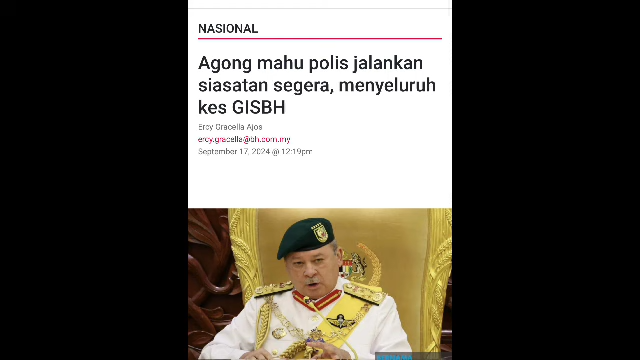 NASIONAL
Agong mahu polis jalankan
siasatan segera, menyeluruh
kes GISBH
Ercy Gracella Ajos
ercy.gracella@bh.com.my
September 17, 2024 @ 12:19pm